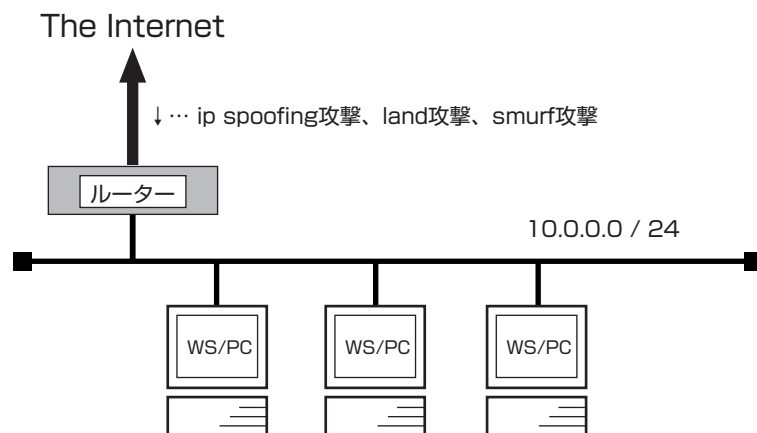 The Internet
↓… ip spoofing攻撃、land攻撃、smurf攻撃
ルーター
10.0.0.0 / 24
WS/PC
WS/PC
WS/PC